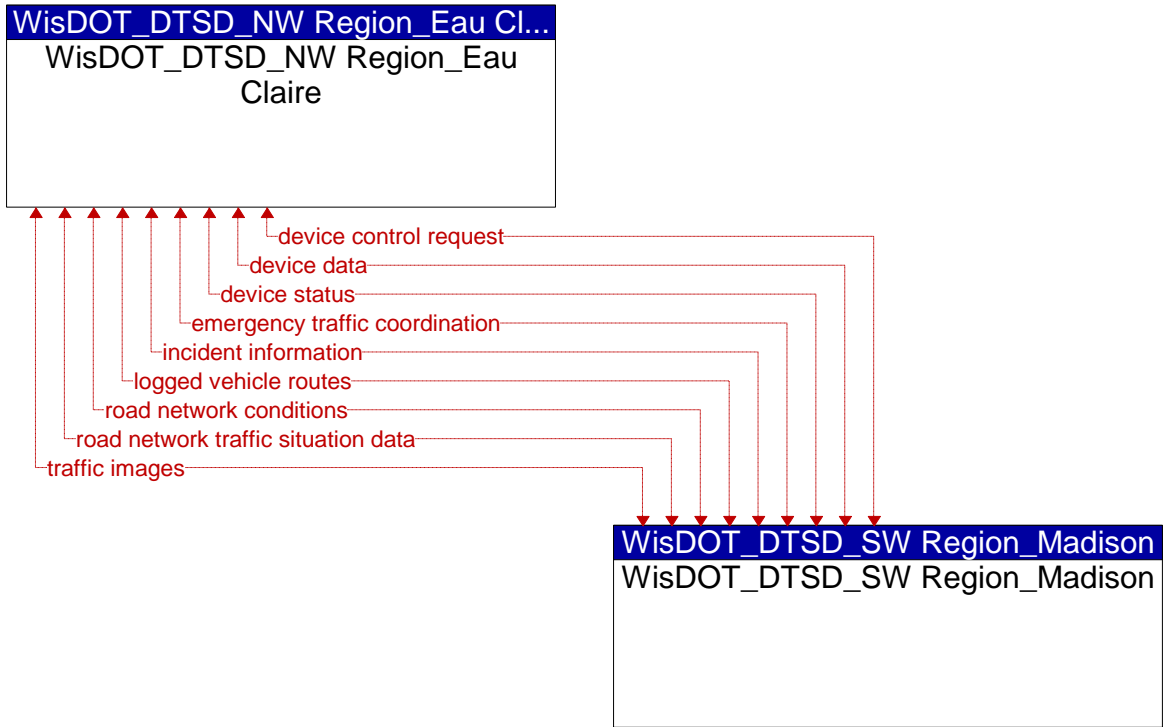 WisDOT_DTSD_NW Region_Eau Cl...
WisDOT_DTSD_NW Region_Eau
Claire
device control request
device data
device status
emergency traffic coordination
incident information
logged vehicle routes
road network conditions
road network traffic situation data
traffic images
WisDOT_DTSD_SW Region_Madison
WisDOT_DTSD_SW Region_Madison